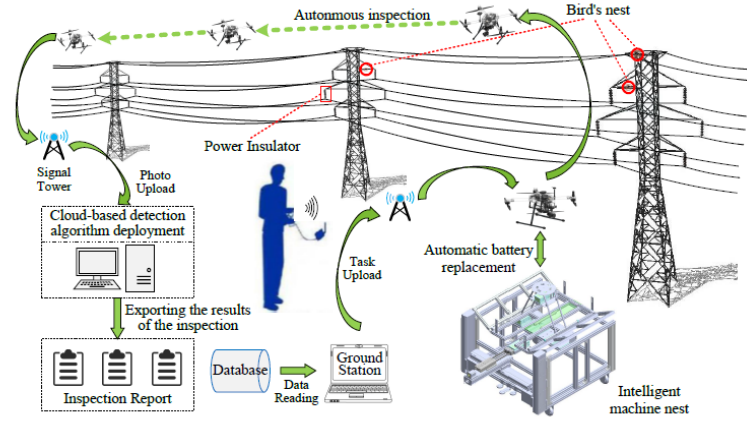 Autonmous inspection
Bird's nest
Power Insulator
Signal
Tower
Photo
Upload
Cloud-based detection
algorithm deployment
Task
Upload
Automatic battery
replacement
Exporting the results
of the inspection
Inspection Report
Database
Data
Reading
Ground
Station
Intelligent
machine nest